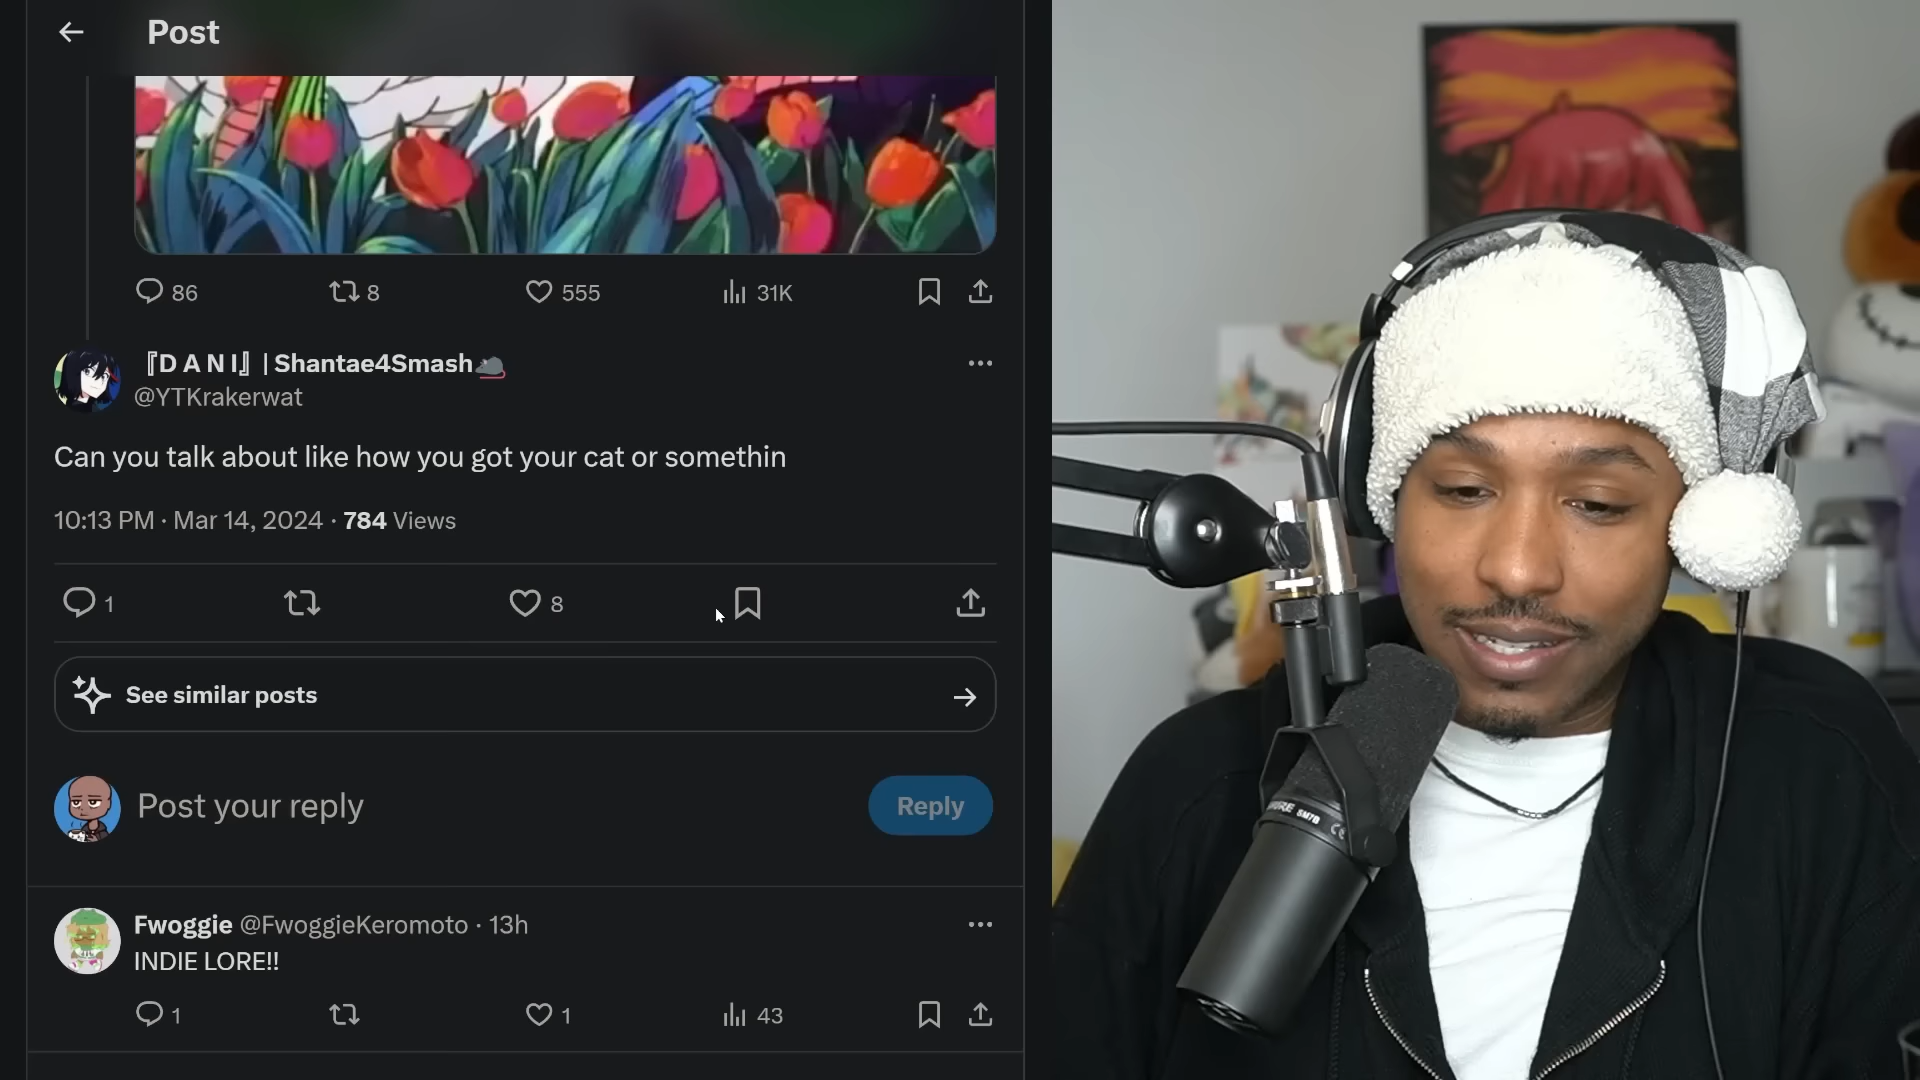 Post
86
8
555
31K
『D A N I』 | Shantae4Smash🐀
@YTKrakerwat
Can you talk about like how you got your cat or somethin
10:13 PM · Mar 14, 2024 · 784 Views
1
8
See similar posts
Post your reply
Reply
Fwoggie @FwoggieKeromoto · 13h
INDIE LORE!!
1
1
43
SM7B